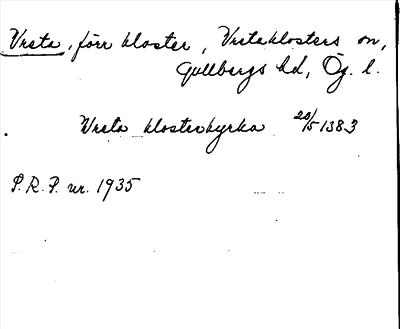 Vreta, förr kloster, Vretaklosters sn,
Gullbergs hd, Ög. l.
Vreta klosterkyrka 20/5 1383
P.R.P. nr. 1935